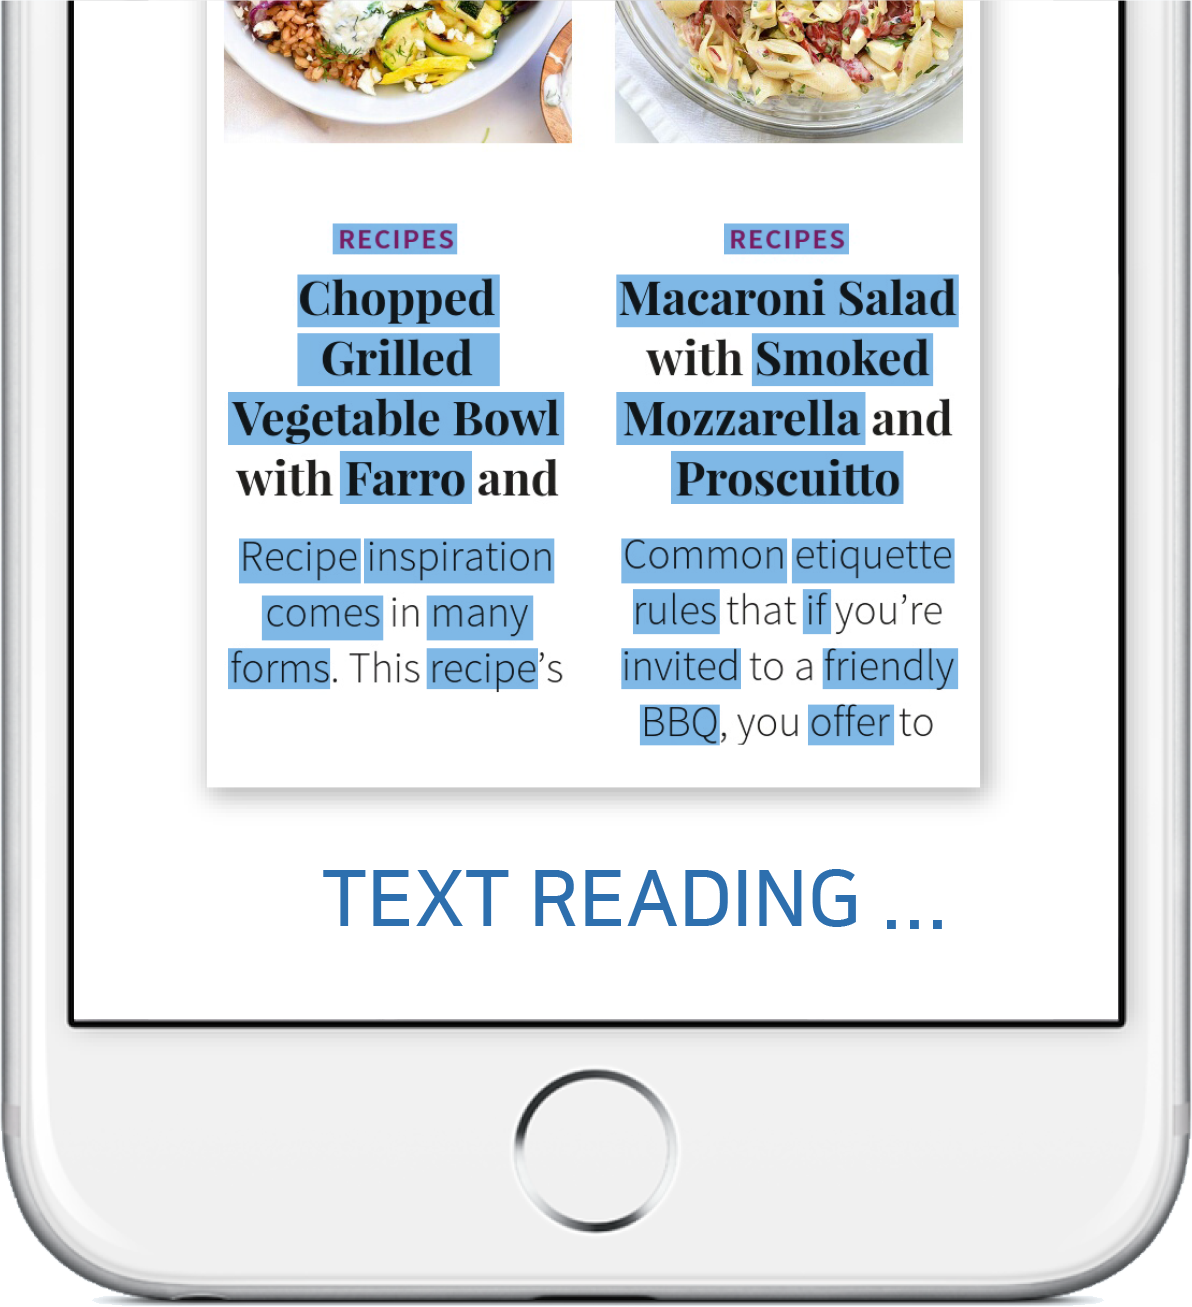 RECIPES
Chopped
Grilled
Vegetable Bowl
with Farro and
Recipe inspiration
comes in many
forms. This recipe’s
RECIPES
Macaroni Salad
with Smoked
Mozzarella and
Proscuitto
Common etiquette
rules that if you’re
invited to a friendly
BBQ, you offer to
TEXT READING ...